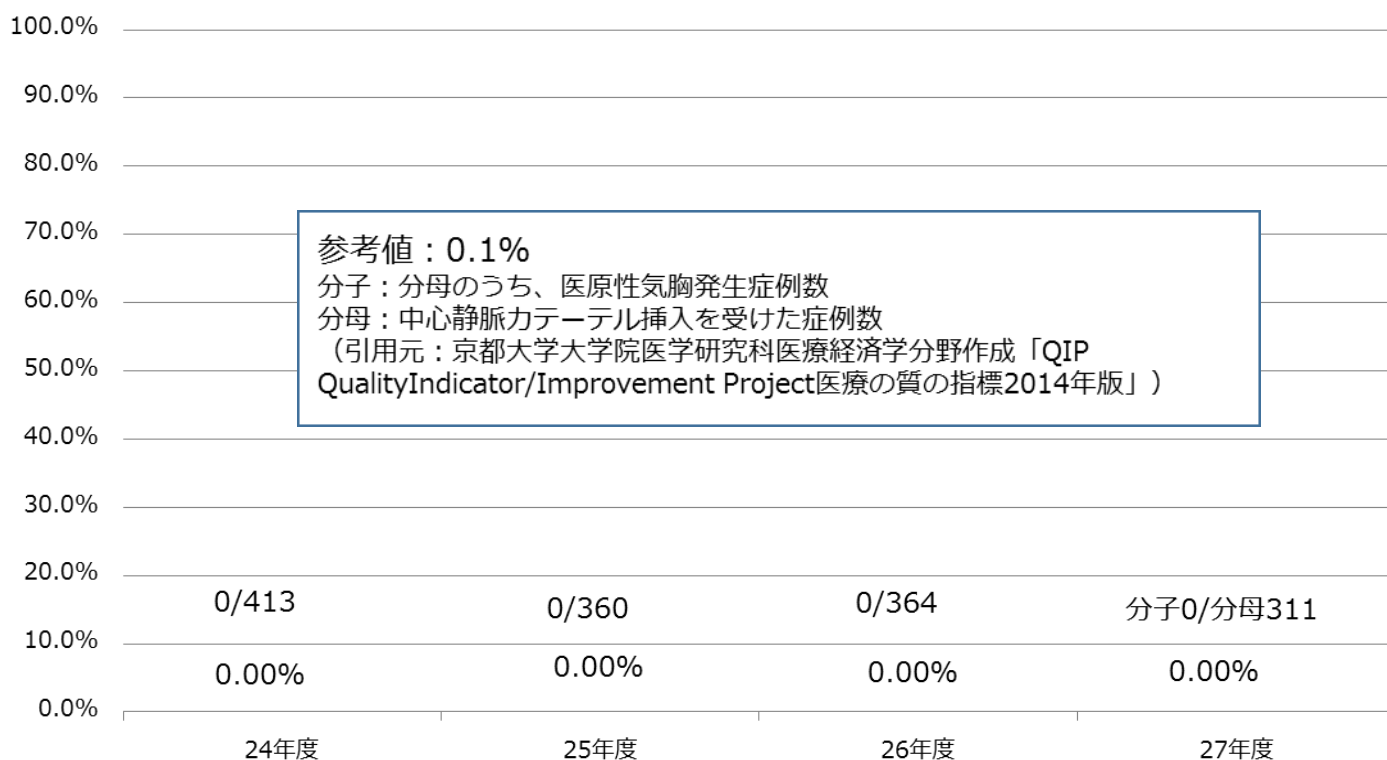 100.0%
90.0%
80.0%
70.0%
60.0%
50.0%
40.0%
30.0%
20.0%
10.0%
0.0%
参考値：0.1%
分子：分母のうち、医原性気胸発生症例数
分母：中心静脈カテーテル挿入を受けた症例数
（引用元：京都大学大学院医学研究科医療経済学分野作成「QIP
QualityIndicator/Improvement Project医療の質の指標2014年版」）
0/413
0/360
0/364
分子0/分母311
0.00%
0.00%
0.00%
0.00%
24年度
25年度
26年度
27年度